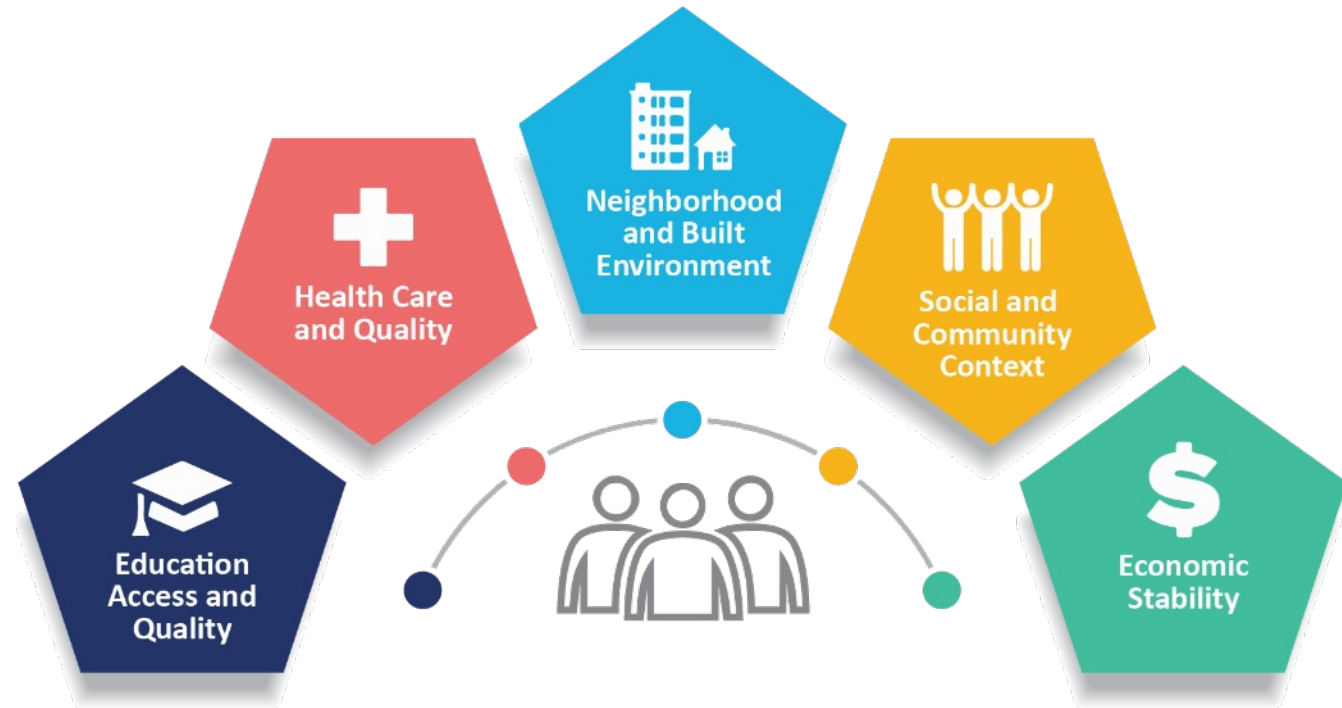 Education
Access and
Quality
Health Care
and Quality
Neighborhood
and Built
Environment
Social and
Community
Context
$
Economic
Stability